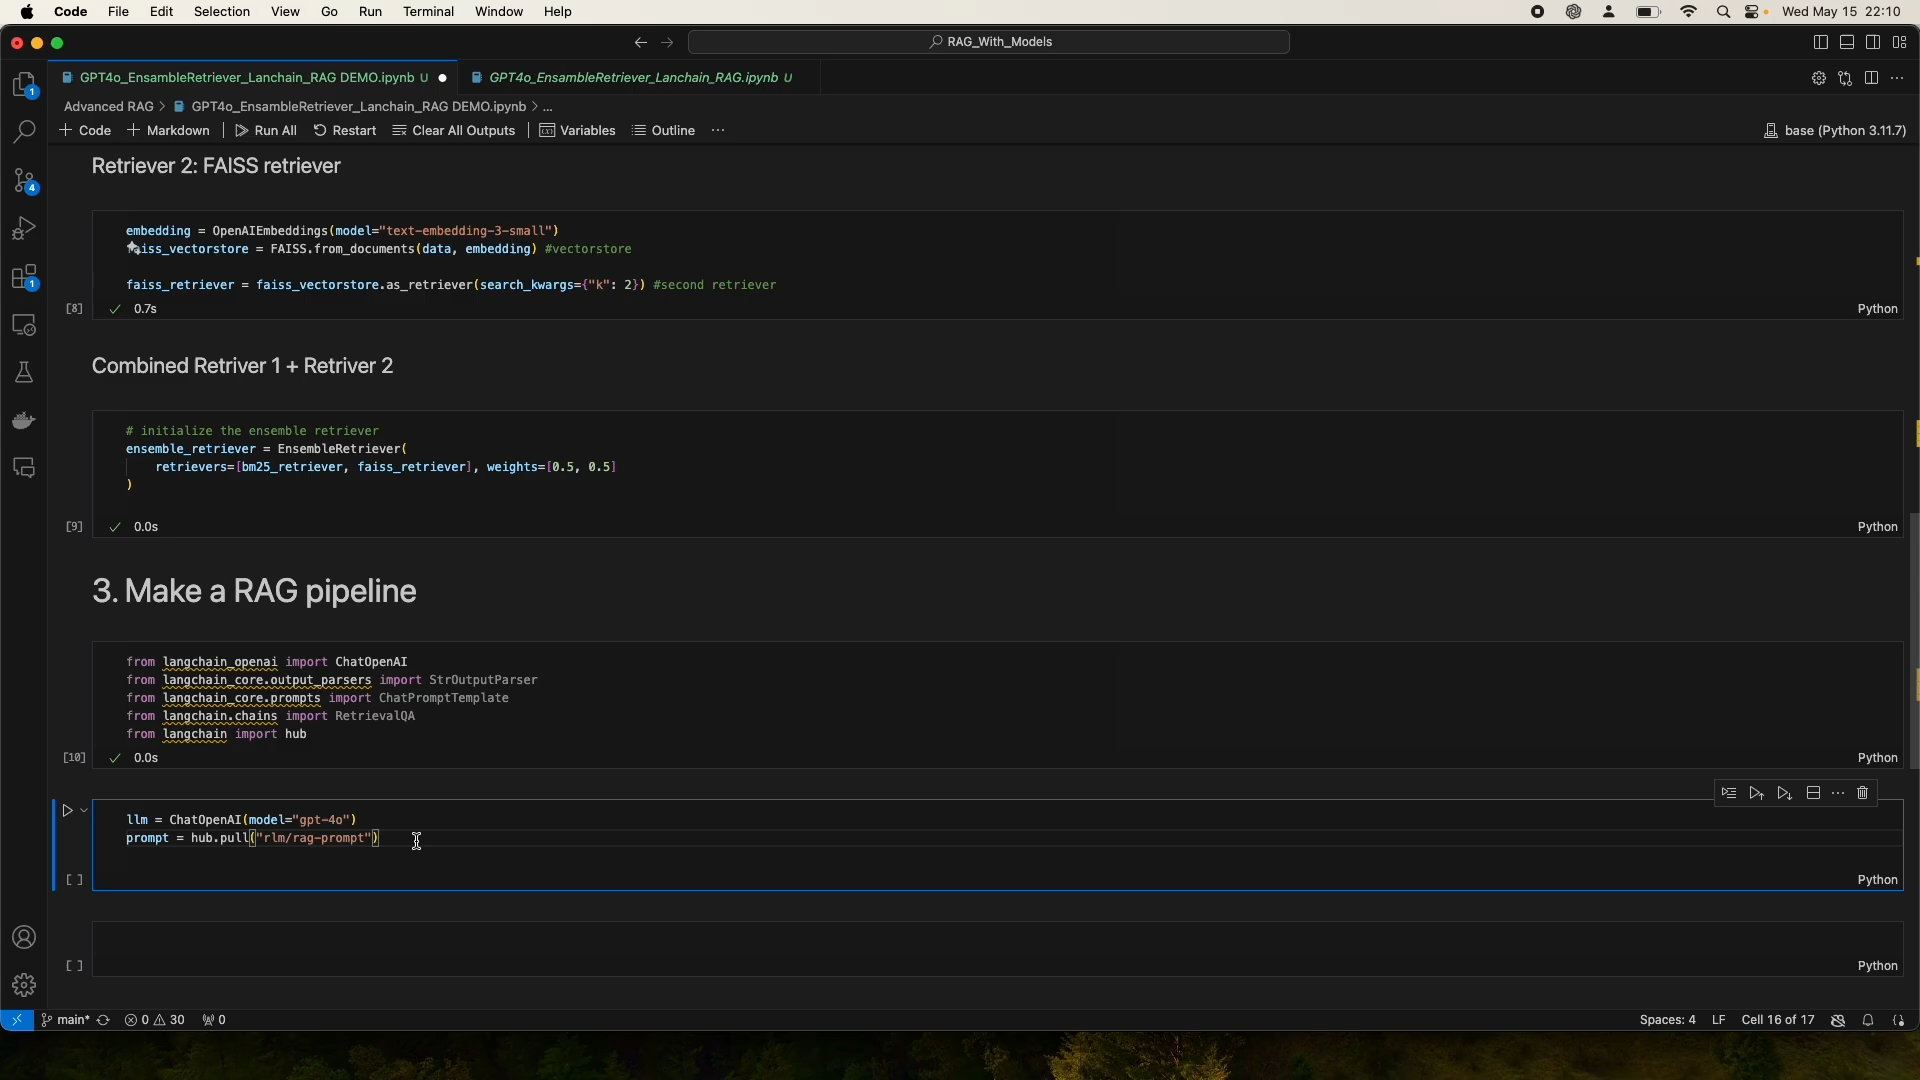 Code File Edit Selection View Go Run Terminal Window Help Wed May 15 22:10
RAG_With_Models
GPT4o_EnsambleRetriever_Lanchain_RAG DEMO.ipynb U GPT4o_EnsambleRetriever_Lanchain_RAG.ipynb U
Advanced RAG > GPT4o_EnsambleRetriever_Lanchain_RAG DEMO.ipynb > ...
+ Code + Markdown Run All Restart Clear All Outputs Variables Outline ... base (Python 3.11.7)
Retriever 2: FAISS retriever
embedding = OpenAIEmbeddings(model="text-embedding-3-small")
iss_vectorstore = FAISS.from_documents(data, embedding) #vectorstore
faiss_retriever = faiss_vectorstore.as_retriever(search_kwargs={"k": 2}) #second retriever
[8] ✓ 0.7s Python
Combined Retriver 1 + Retriver 2
# initialize the ensemble retriever
ensemble_retriever = EnsembleRetriever(
retrievers=[bm25_retriever, faiss_retriever], weights=[0.5, 0.5]
)
[9] ✓ 0.0s Python
3. Make a RAG pipeline
from langchain_openai import ChatOpenAI
from langchain_core.output_parsers import StrOutputParser
from langchain_core.prompts import ChatPromptTemplate
from langchain.chains import RetrievalQA
from langchain import hub
[10] ✓ 0.0s Python
llm = ChatOpenAI(model="gpt-4o")
prompt = hub.pull("rlm/rag-prompt")
[ ] Python
[ ] Python
main* 0 30 0 Spaces: 4 LF Cell 16 of 17
1
4
1